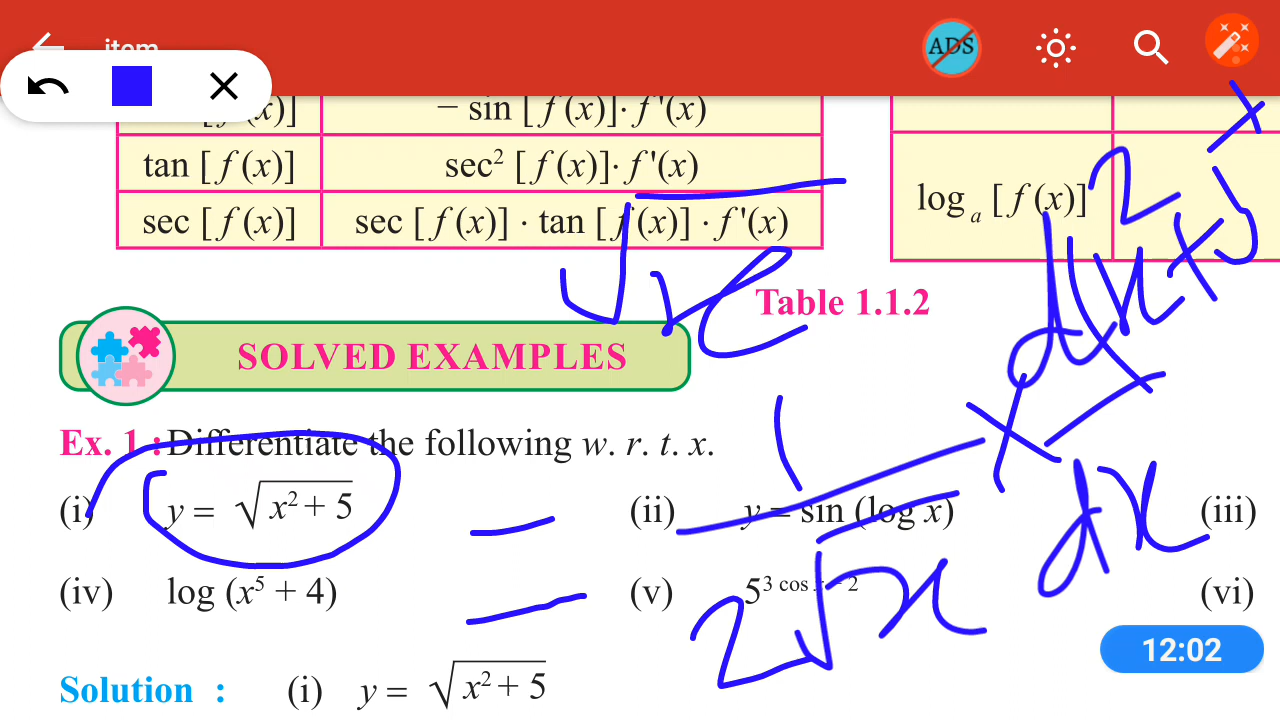 item
ADS
[f(x)] − sin [f(x)]·f'(x)
tan [f(x)] sec² [f(x)]·f'(x)
sec [f(x)] sec [f(x)] · tan [f(x)] · f'(x)
log a [f(x)]
Table 1.1.2
SOLVED EXAMPLES
Ex. 1 : Differentiate the following w. r. t. x.
(i) y = √(x² + 5) (ii) y = sin (log x) (iii)
(iv) log (x⁵ + 4) (v) 5^(3 cos x − 2) (vi)
Solution : (i) y = √(x² + 5)
√x
1
2√x
× d(x² + 5)
dx
12:02